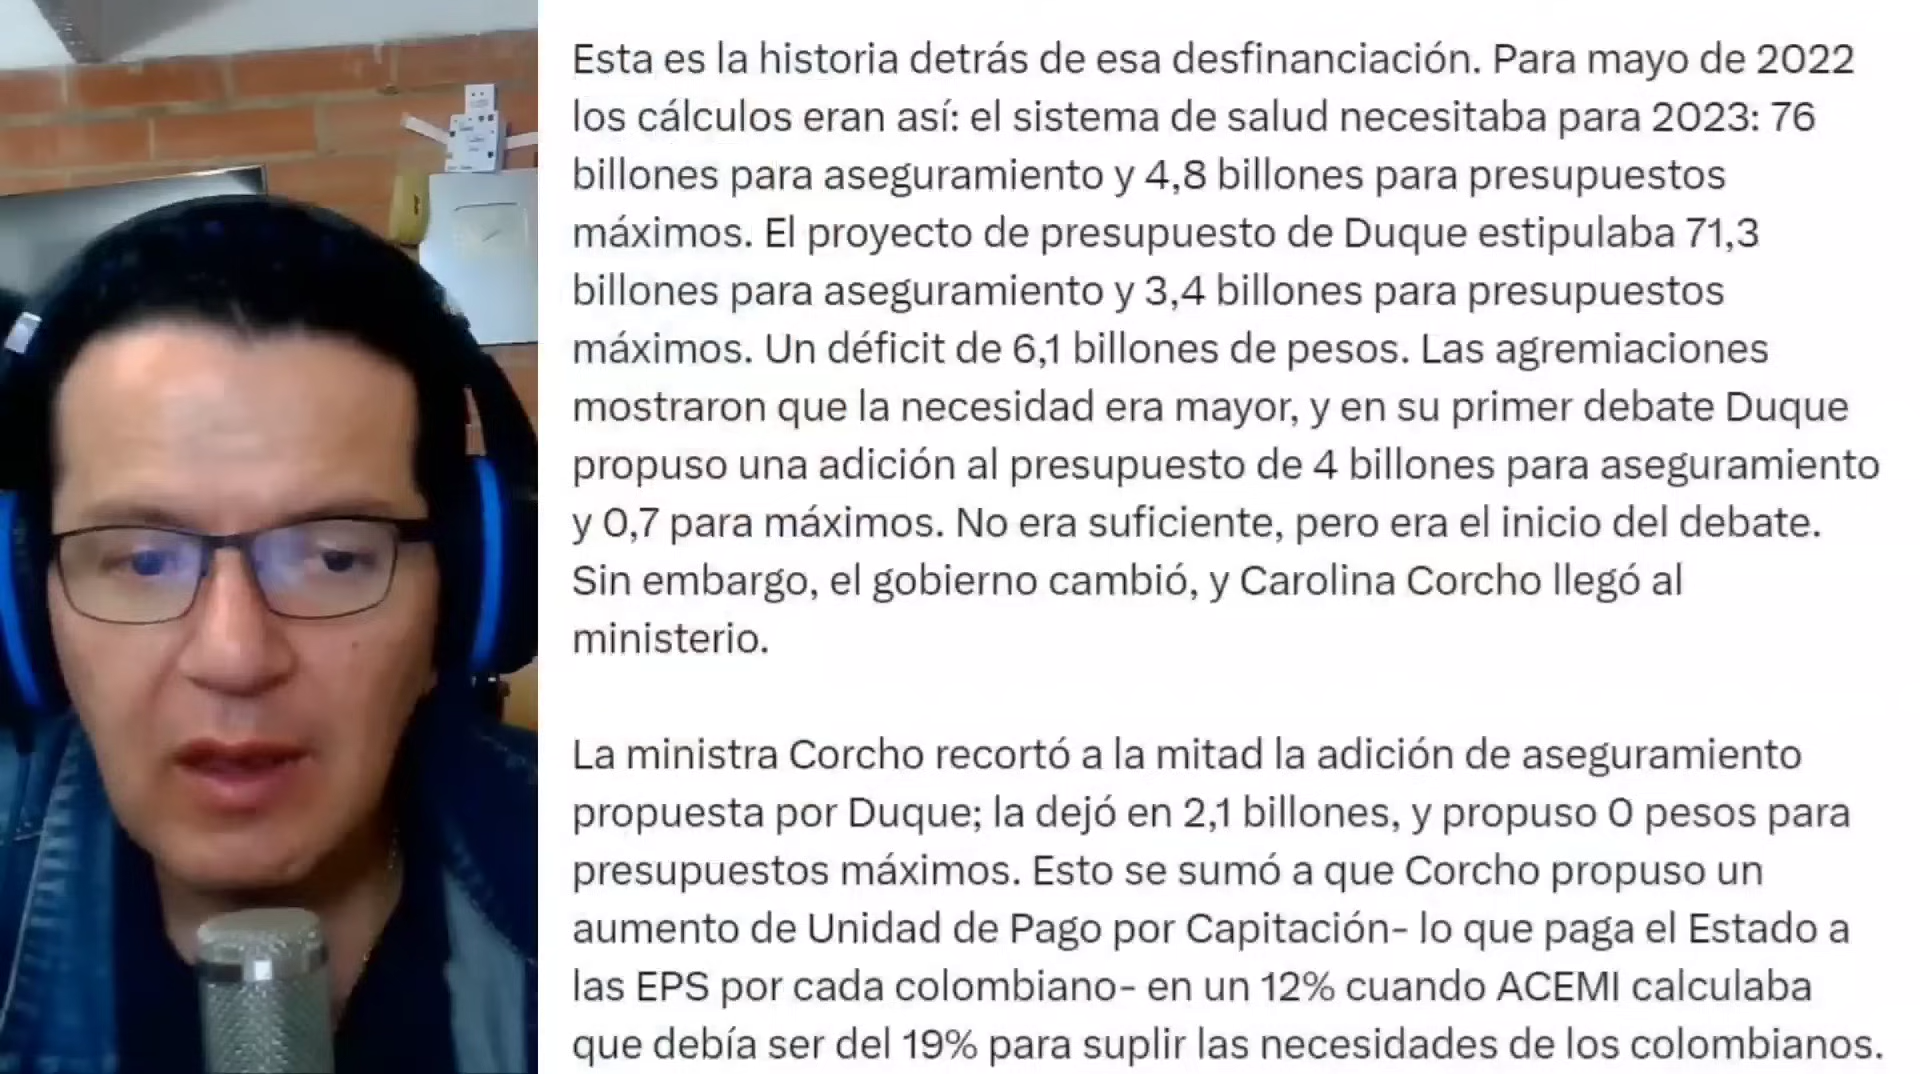 Esta es la historia detrás de esa desfinanciación. Para mayo de 2022
los cálculos eran así: el sistema de salud necesitaba para 2023: 76
billones para aseguramiento y 4,8 billones para presupuestos
máximos. El proyecto de presupuesto de Duque estipulaba 71,3
billones para aseguramiento y 3,4 billones para presupuestos
máximos. Un déficit de 6,1 billones de pesos. Las agremiaciones
mostraron que la necesidad era mayor, y en su primer debate Duque
propuso una adición al presupuesto de 4 billones para aseguramiento
y 0,7 para máximos. No era suficiente, pero era el inicio del debate.
Sin embargo, el gobierno cambió, y Carolina Corcho llegó al
ministerio.
La ministra Corcho recortó a la mitad la adición de aseguramiento
propuesta por Duque; la dejó en 2,1 billones, y propuso 0 pesos para
presupuestos máximos. Esto se sumó a que Corcho propuso un
aumento de Unidad de Pago por Capitación- lo que paga el Estado a
las EPS por cada colombiano- en un 12% cuando ACEMI calculaba
que debía ser del 19% para suplir las necesidades de los colombianos.